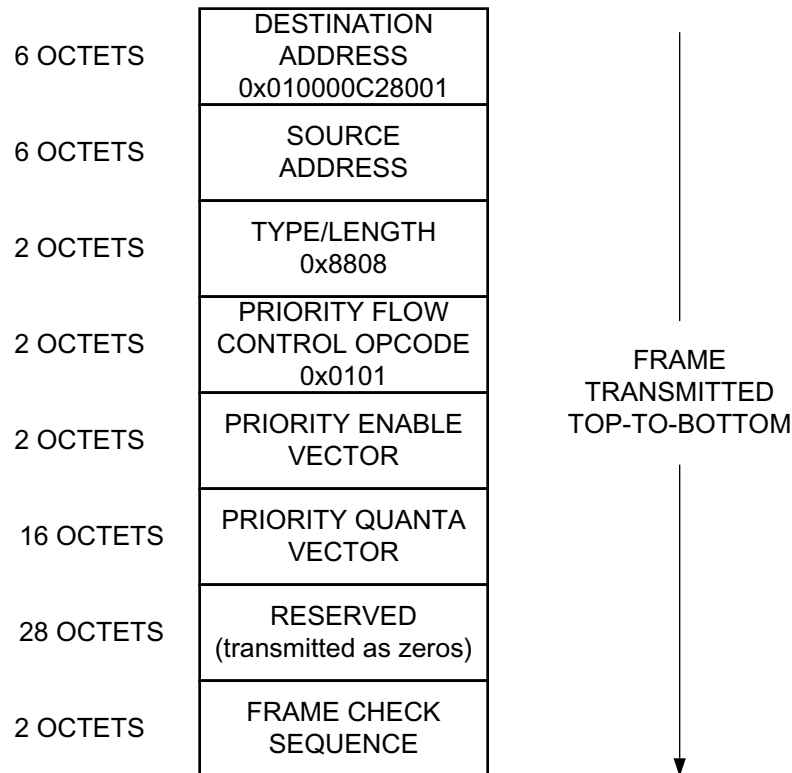 6 OCTETS
DESTINATION
ADDRESS
0x010000C28001
6 OCTETS
SOURCE
ADDRESS
2 OCTETS
TYPE/LENGTH
0x8808
2 OCTETS
PRIORITY FLOW
CONTROL OPCODE
0x0101
2 OCTETS
PRIORITY ENABLE
VECTOR
16 OCTETS
PRIORITY QUANTA
VECTOR
28 OCTETS
RESERVED
(transmitted as zeros)
2 OCTETS
FRAME CHECK
SEQUENCE
FRAME
TRANSMITTED
TOP-TO-BOTTOM